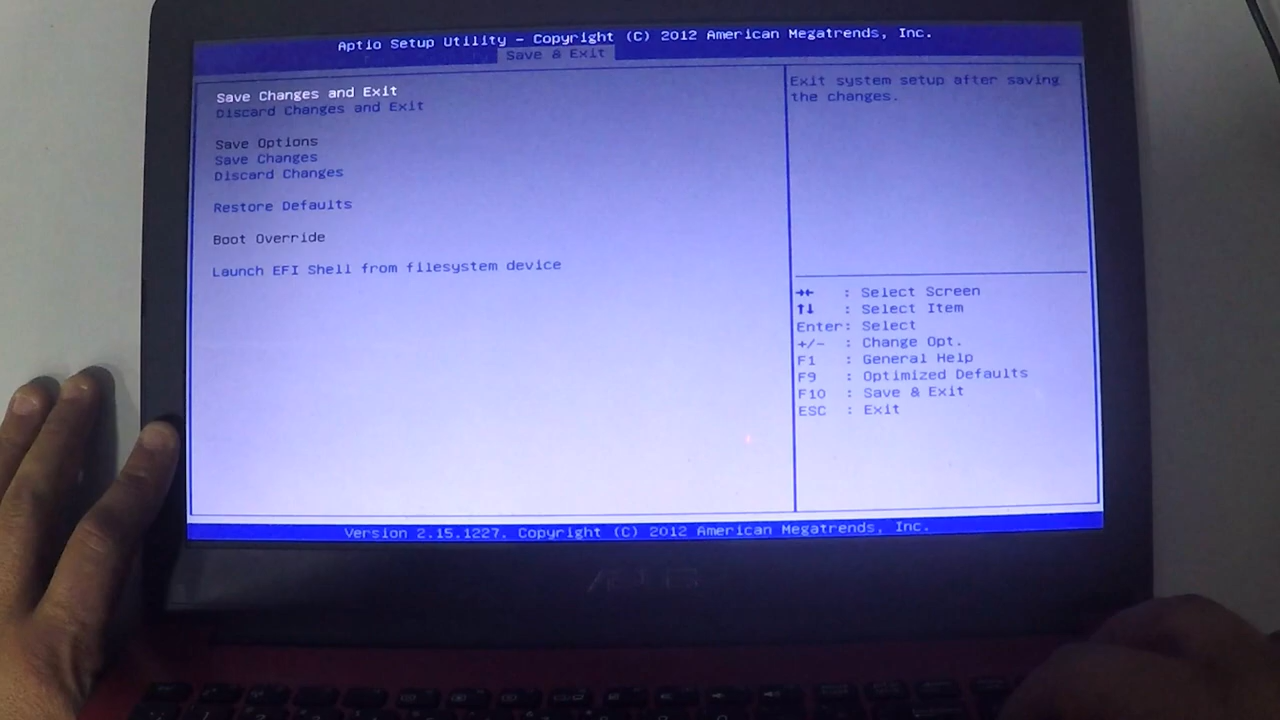 Aptio Setup Utility – Copyright (C) 2012 American Megatrends, Inc.
Save & Exit
Save Changes and Exit
Discard Changes and Exit
Save Options
Save Changes
Discard Changes
Restore Defaults
Boot Override
Launch EFI Shell from filesystem device
Exit system setup after saving
the changes.
→← : Select Screen
↑↓ : Select Item
Enter: Select
+/- : Change Opt.
F1 : General Help
F9 : Optimized Defaults
F10 : Save & Exit
ESC : Exit
Version 2.15.1227. Copyright (C) 2012 American Megatrends, Inc.
ASUS